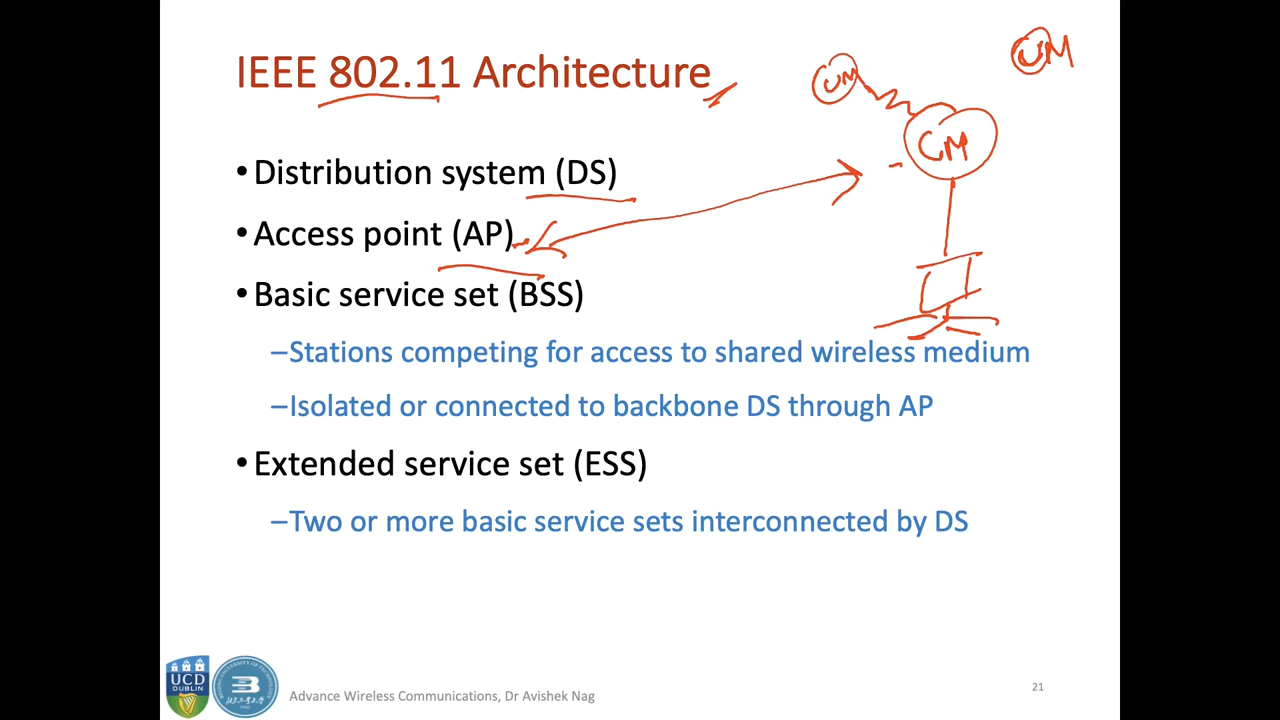 IEEE 802.11 Architecture
UM
UM
CM
• Distribution system (DS)
• Access point (AP)
• Basic service set (BSS)
–Stations competing for access to shared wireless medium
–Isolated or connected to backbone DS through AP
• Extended service set (ESS)
–Two or more basic service sets interconnected by DS
UCD
DUBLIN
Advance Wireless Communications, Dr Avishek Nag
21